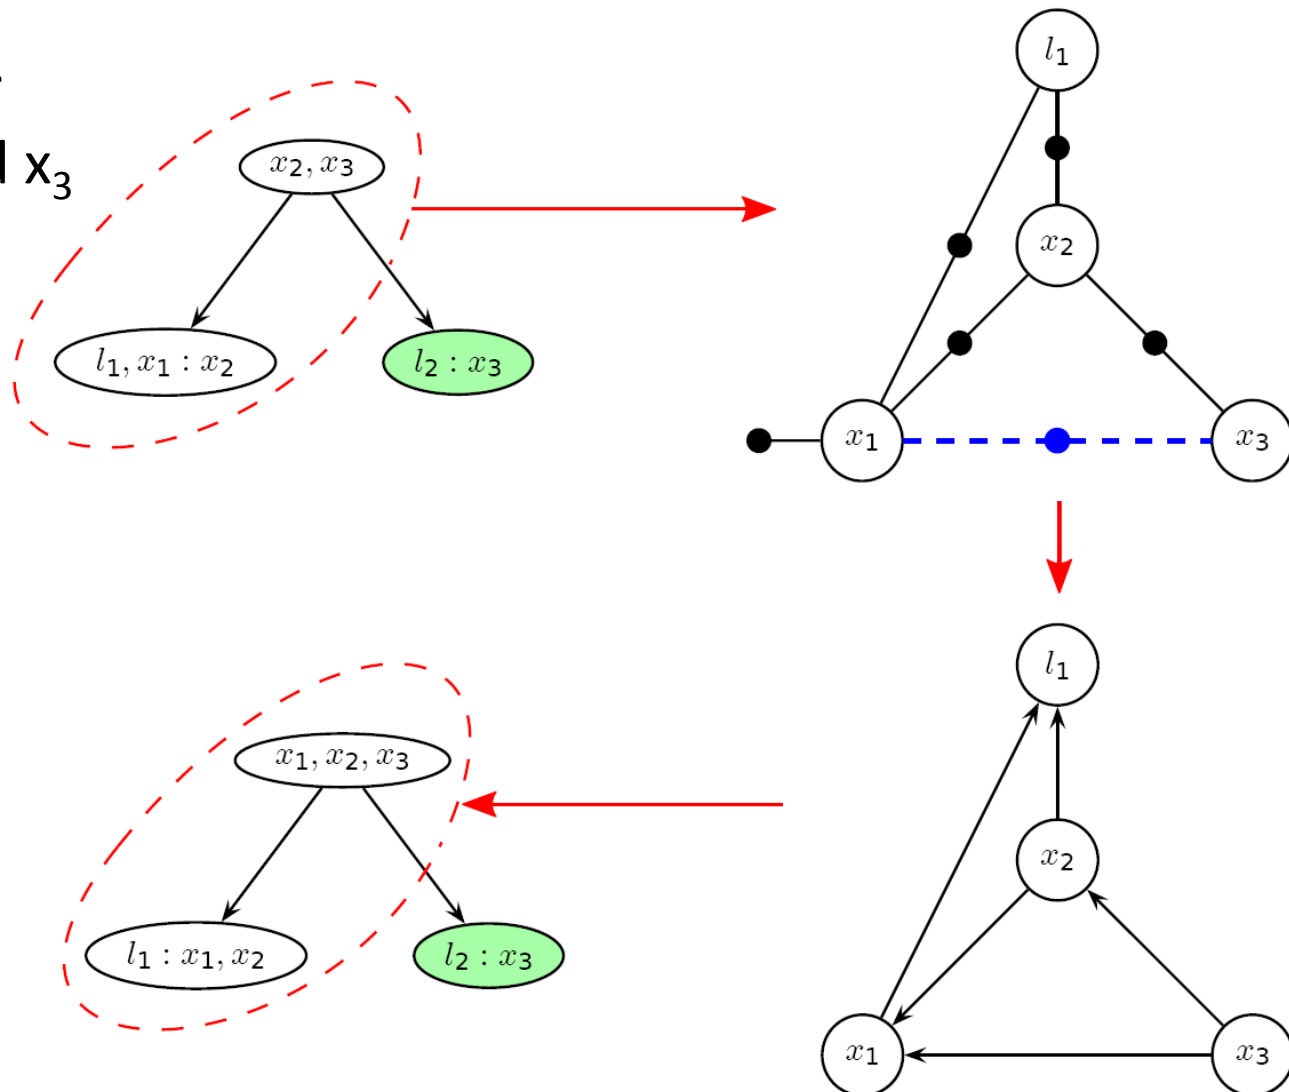 l x₃
x₂, x₃
l₁, x₁ : x₂
l₂ : x₃
l₁
x₂
x₁
x₃
x₁, x₂, x₃
l₁ : x₁, x₂
l₂ : x₃
l₁
x₂
x₁
x₃